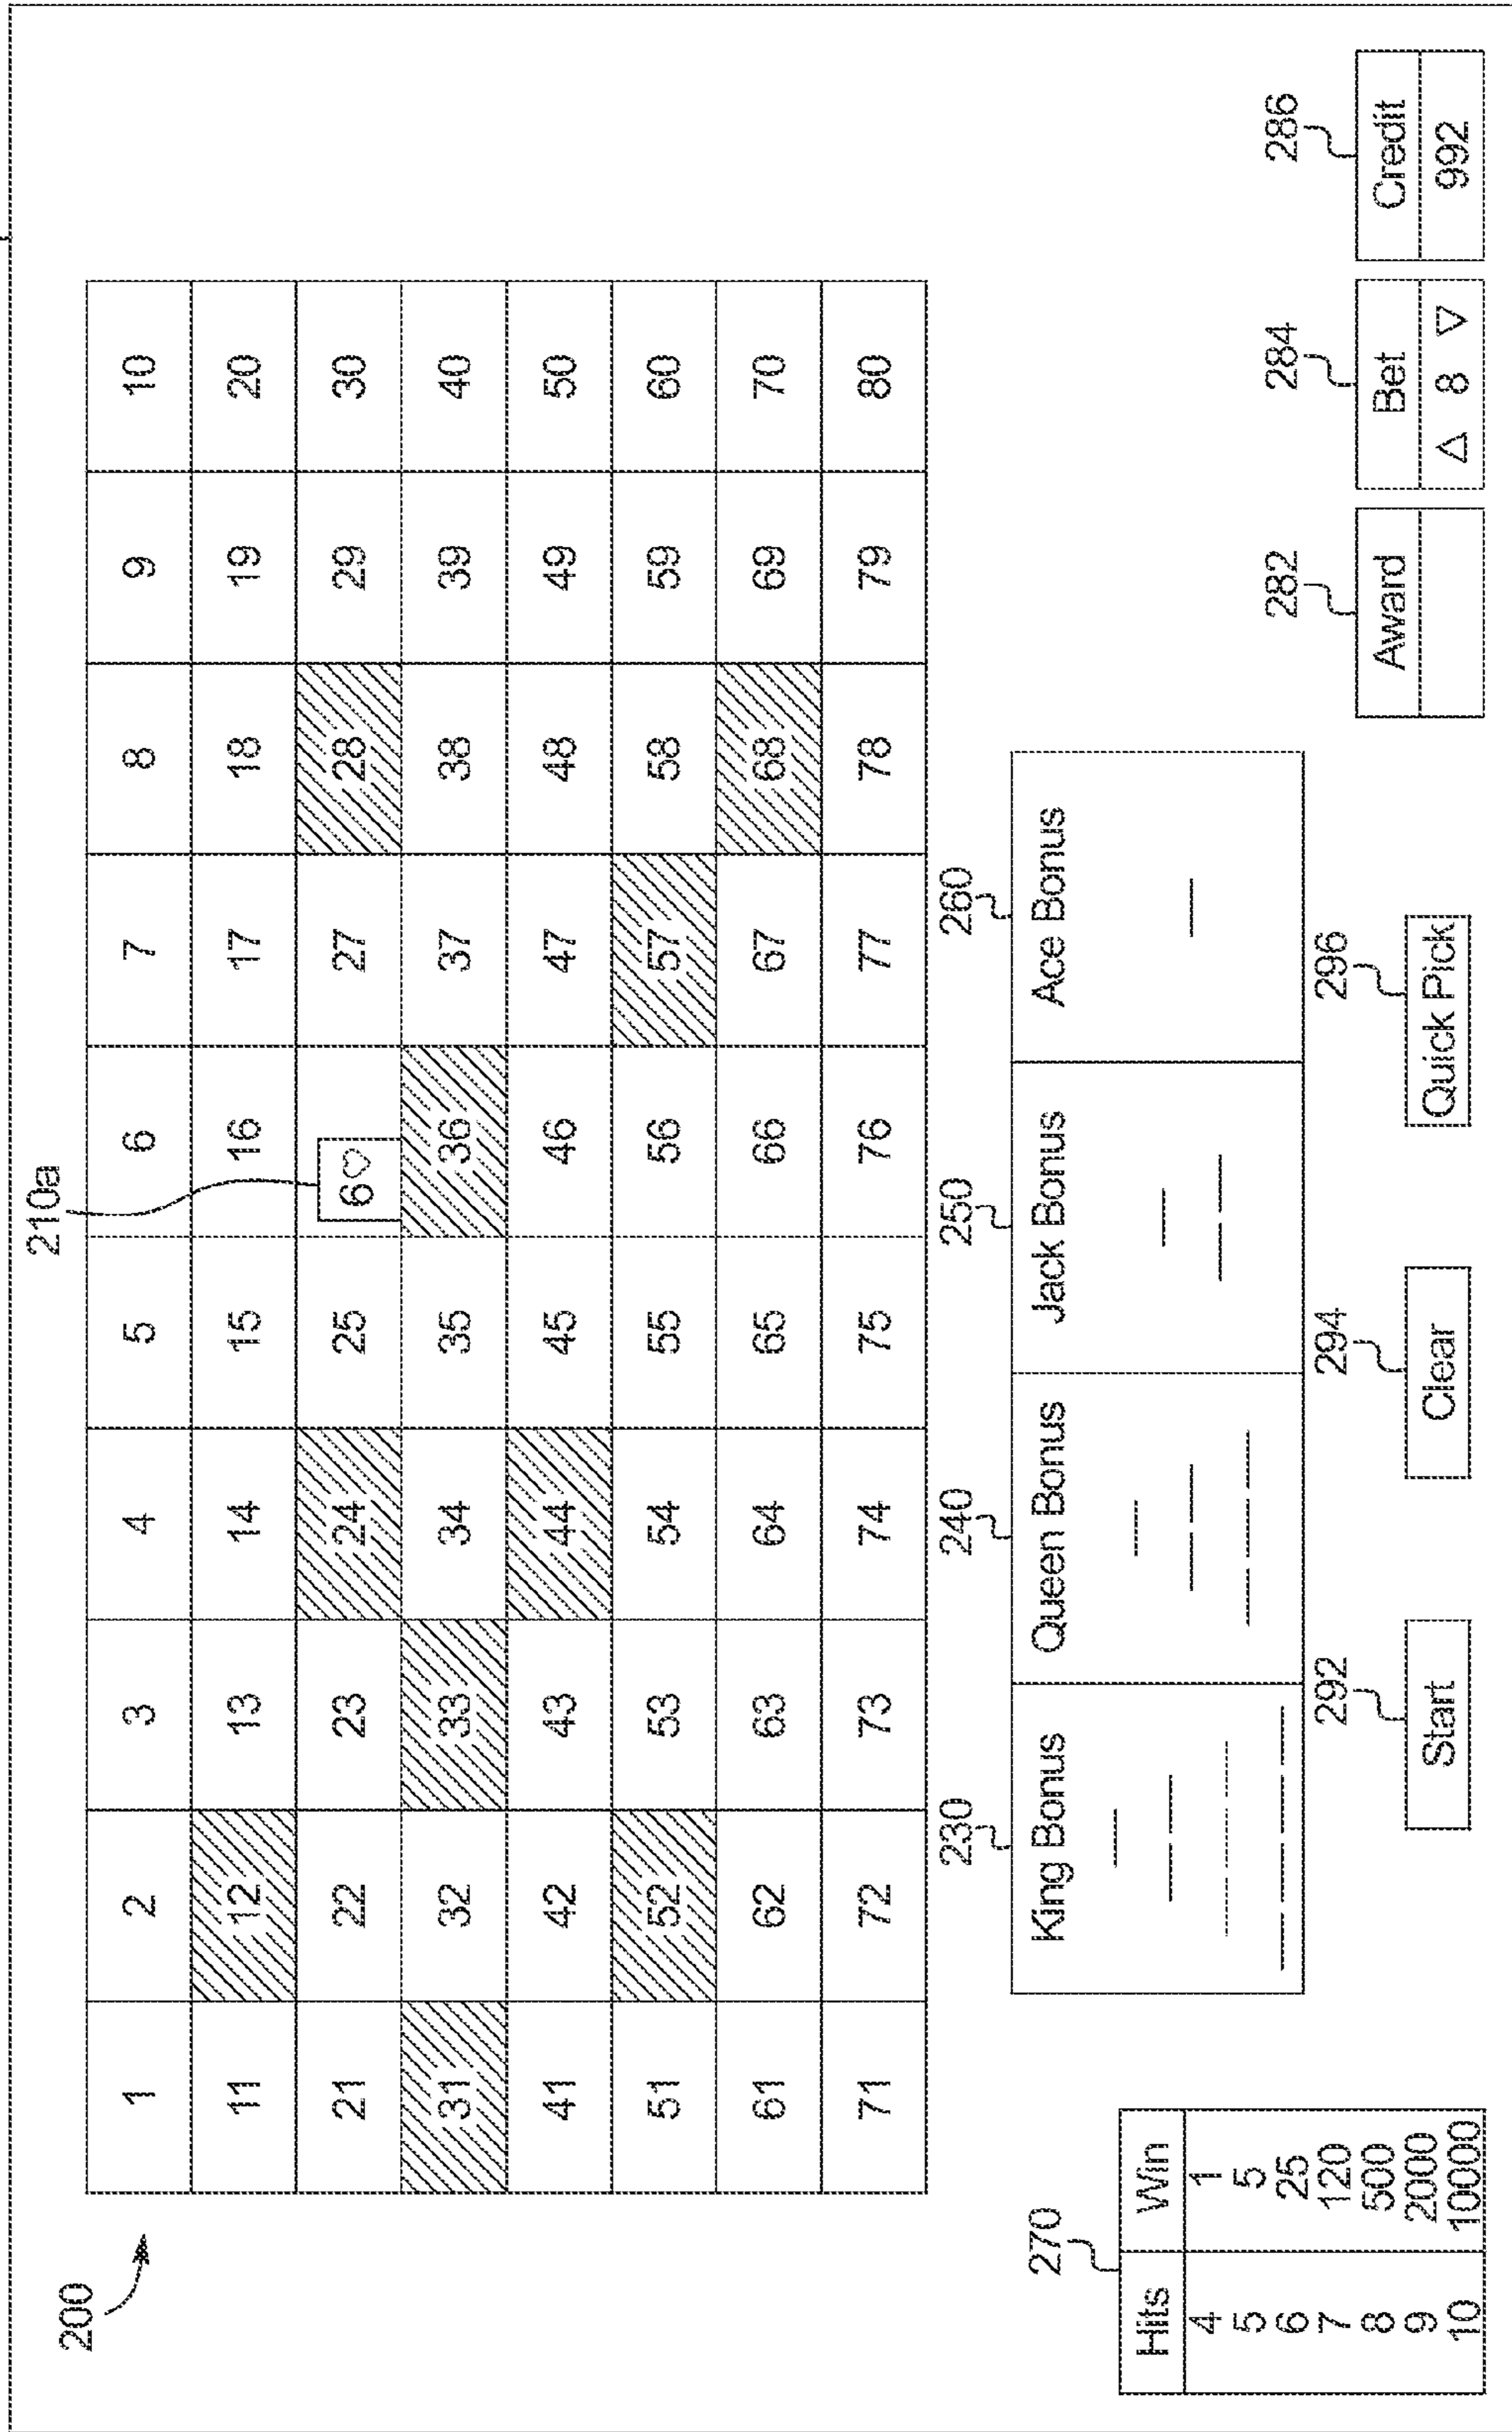 210a
200
1 2 3 4 5 6 7 8 9 10
11 12 13 14 15 16 17 18 19 20
21 22 23 24 25 6♡ 27 28 29 30
31 32 33 34 35 36 37 38 39 40
41 42 43 44 45 46 47 48 49 50
51 52 53 54 55 56 57 58 59 60
61 62 63 64 65 66 67 68 69 70
71 72 73 74 75 76 77 78 79 80
230 240 250 260
King Bonus Queen Bonus Jack Bonus Ace Bonus
270
Hits Win
4 1
5 5
6 25
7 120
8 500
9 2000
10 10000
292 294 296
Start Clear Quick Pick
282 284 286
Award Bet Credit
△ 8 ▽ 992